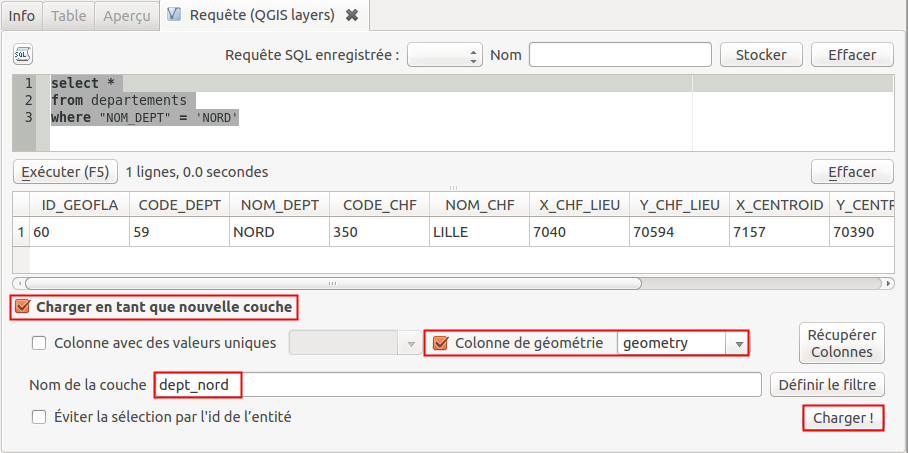 Info Table Aperçu Requête (QGIS layers)
SQL Requête SQL enregistrée : Nom Stocker Effacer
1 select *
2 from departements
3 where "NOM_DEPT" = 'NORD'
Exécuter (F5) 1 lignes, 0.0 secondes Effacer
ID_GEOFLA CODE_DEPT NOM_DEPT CODE_CHF NOM_CHF X_CHF_LIEU Y_CHF_LIEU X_CENTROID Y_CENTR
1 60 59 NORD 350 LILLE 7040 70594 7157 70390
Charger en tant que nouvelle couche
Colonne avec des valeurs uniques Colonne de géométrie geometry Récupérer
Colonnes
Nom de la couche dept_nord Définir le filtre
Éviter la sélection par l'id de l'entité Charger !